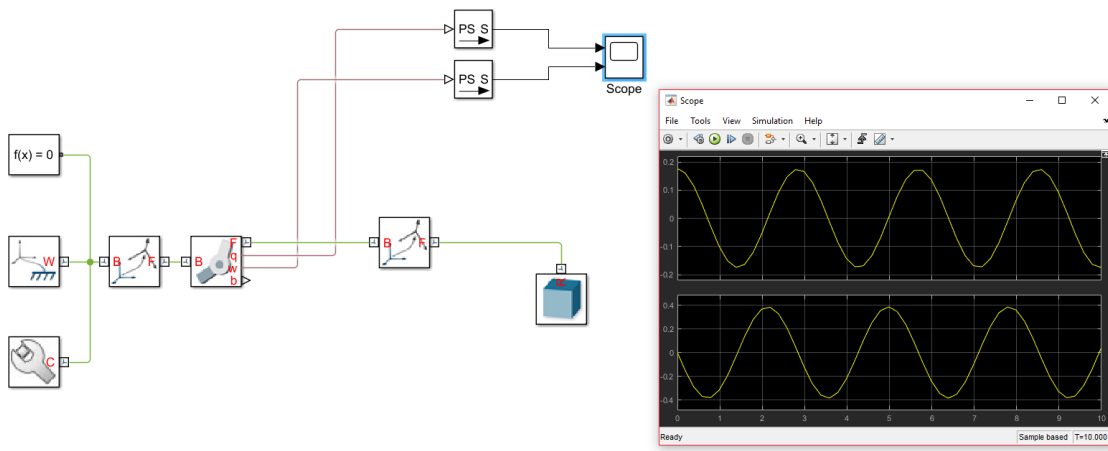 PS S
PS S
Scope
f(x) = 0
W
B F
B F
q
w
b
B F
C
Scope
File Tools View Simulation Help
0.2
0.1
0
-0.1
-0.2
0.4
0.2
0
-0.2
-0.4
0 1 2 3 4 5 6 7 8 9 10
Ready Sample based T=10.000